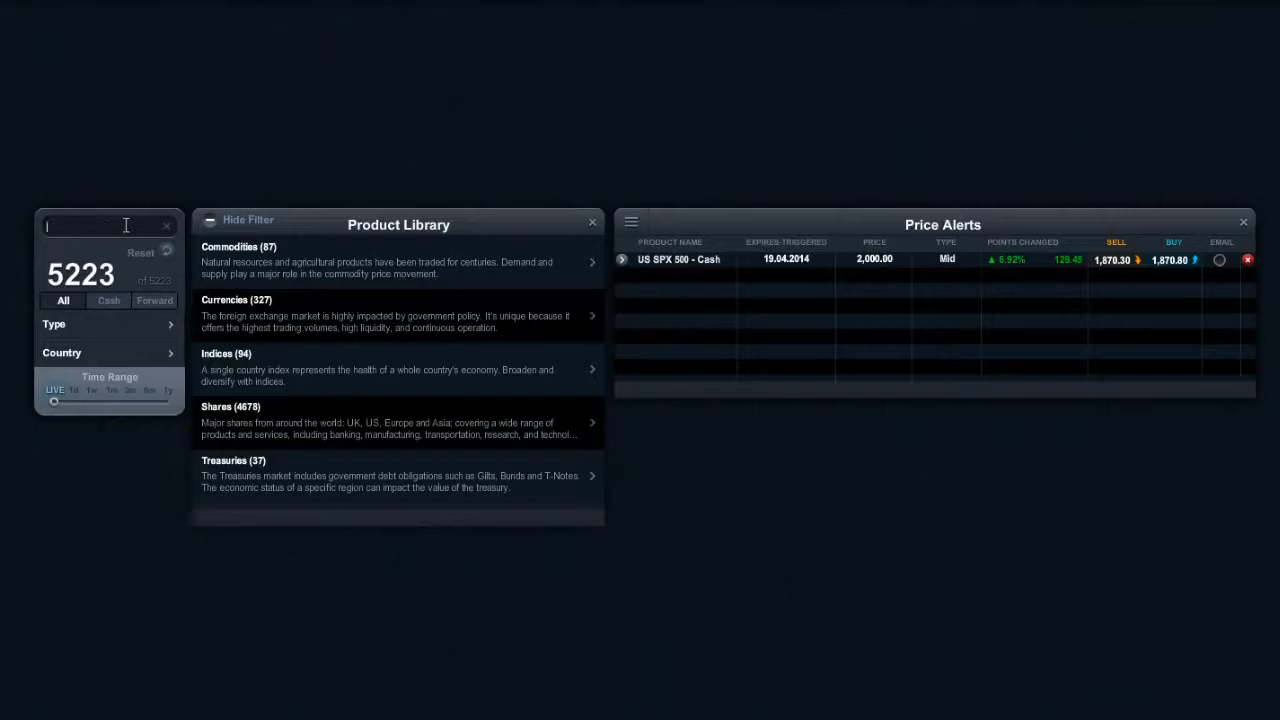 Reset
5223
of 5223
All Cash Forward
Type
Country
Time Range
LIVE 1d 1w 1m 3m 1y
Hide Filter
Product Library
Commodities (87)
Natural resources and agricultural products have been traded for centuries. Demand and
supply play a major role in the commodity price movement.
Currencies (327)
The foreign exchange market is highly impacted by government policy. It's unique because it
offers the highest trading volumes, high liquidity, and continuous operation.
Indices (94)
A single country index represents the health of a whole country's economy. Broaden and
diversify with indices.
Shares (4678)
Major shares from around the world: UK, US, Europe and Asia; covering a wide range of
products and services, including banking, manufacturing, transportation, research, and technol...
Treasuries (37)
The Treasuries market includes government debt obligations such as Gilts, Bunds and T-Notes.
The economic status of a specific region can impact the value of the treasury.
Price Alerts
PRODUCT NAME EXPIRES-TRIGGERED PRICE TYPE POINTS CHANGED SELL BUY EMAIL
US SPX 500 - Cash 19.04.2014 2,000.00 Mid ▲ 6.92% 129.45 1,870.30 1,870.80